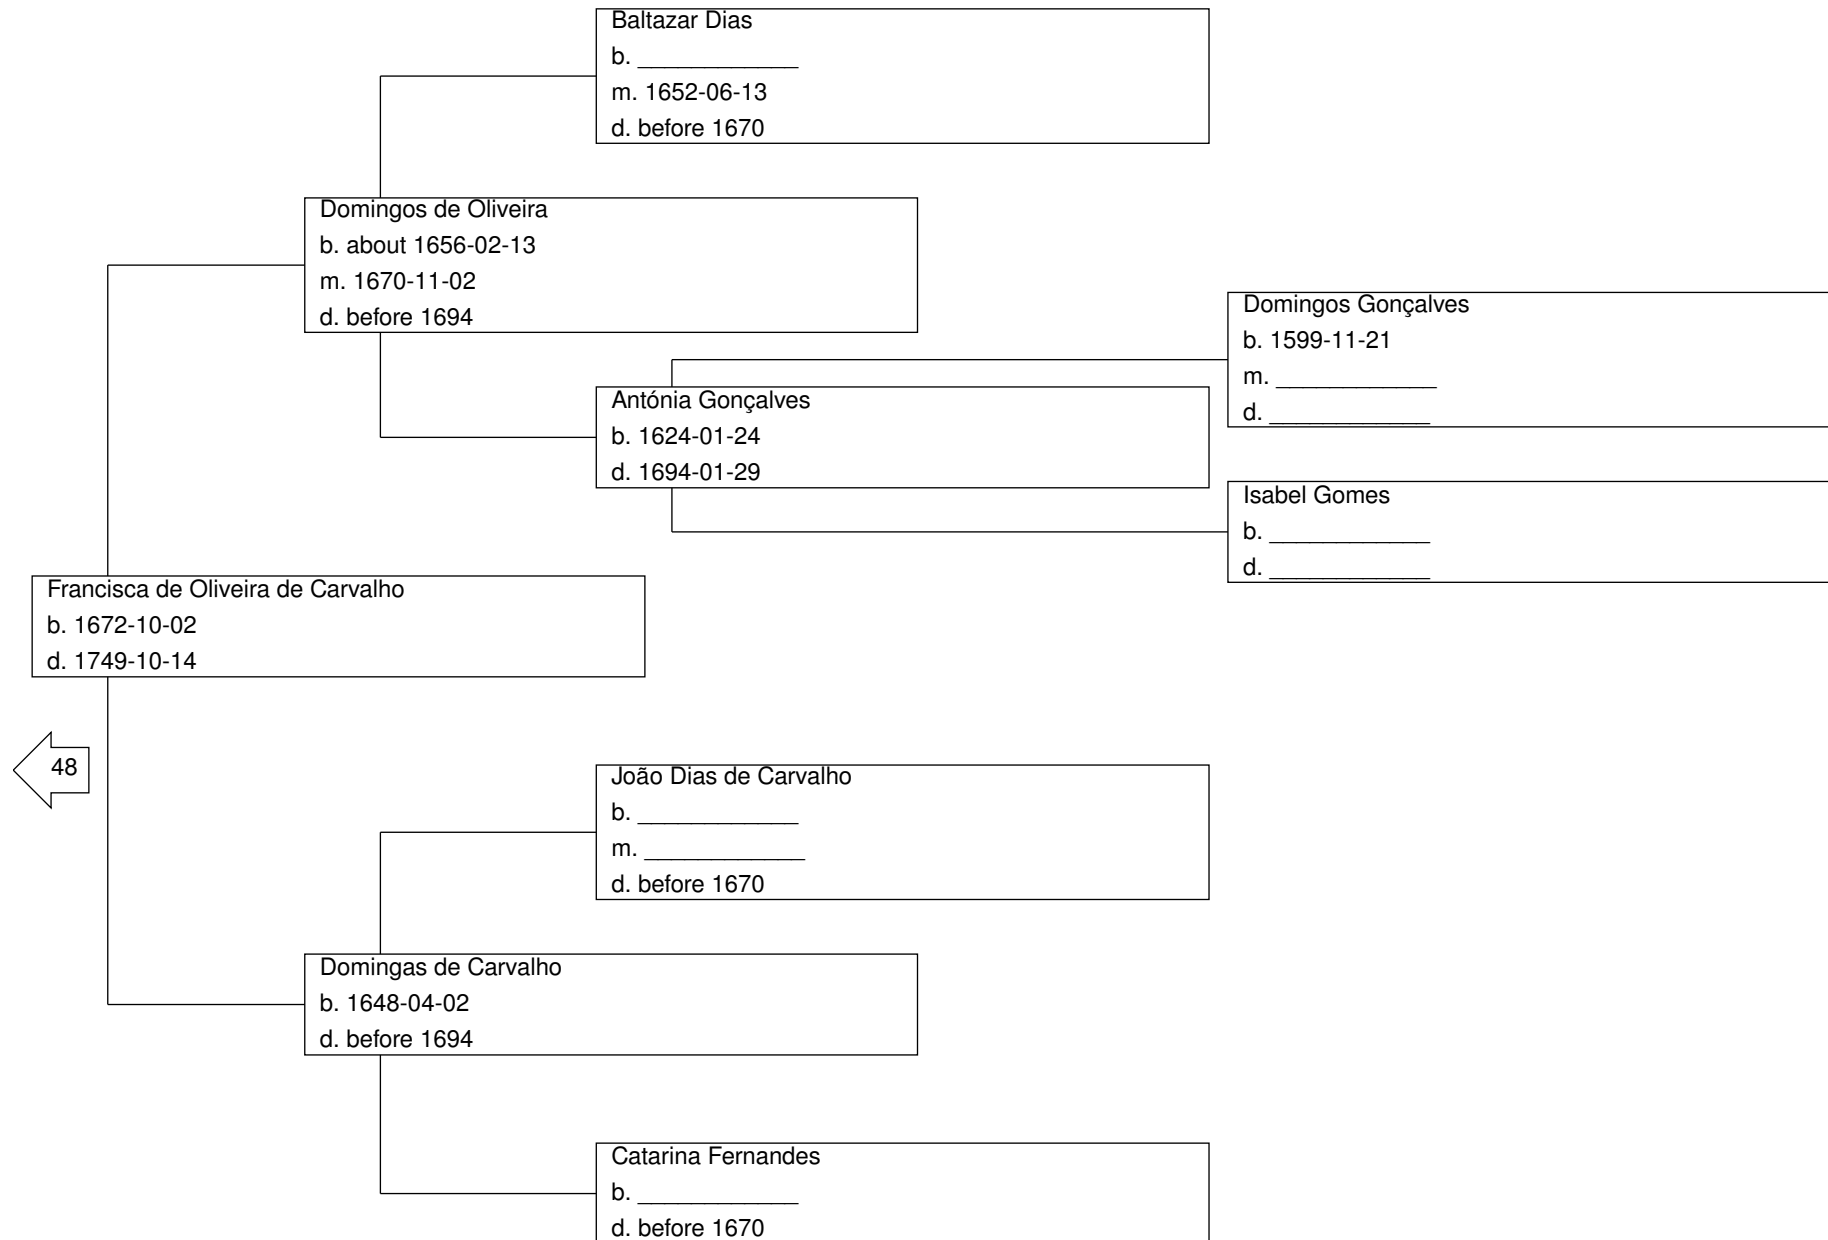 Baltazar Dias
b. ____________
m. 1652-06-13
d. before 1670
Domingos de Oliveira
b. about 1656-02-13
m. 1670-11-02
d. before 1694
Domingos Gonçalves
b. 1599-11-21
m. ____________
d. ____________
Antónia Gonçalves
b. 1624-01-24
d. 1694-01-29
Isabel Gomes
b. ____________
d. ____________
Francisca de Oliveira de Carvalho
b. 1672-10-02
d. 1749-10-14
48
João Dias de Carvalho
b. ____________
m. ____________
d. before 1670
Domingas de Carvalho
b. 1648-04-02
d. before 1694
Catarina Fernandes
b. ____________
d. before 1670